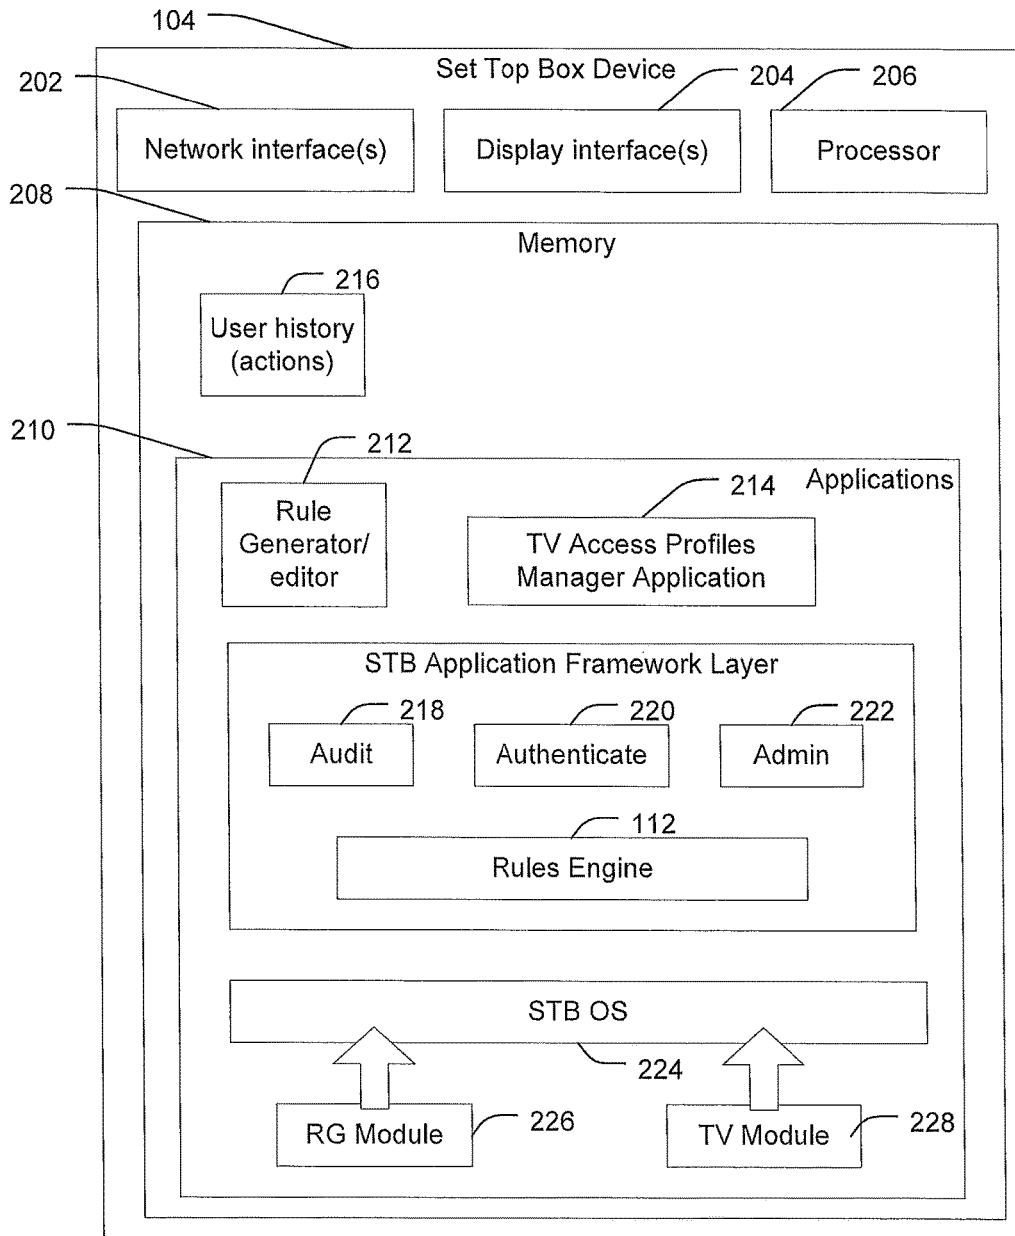 104
Set Top Box Device
202
204
206
Network interface(s)
Display interface(s)
Processor
208
Memory
216
User history
(actions)
210
212
Applications
214
Rule
Generator/
editor
TV Access Profiles
Manager Application
STB Application Framework Layer
218
220
222
Audit
Authenticate
Admin
112
Rules Engine
STB OS
224
RG Module
226
TV Module
228